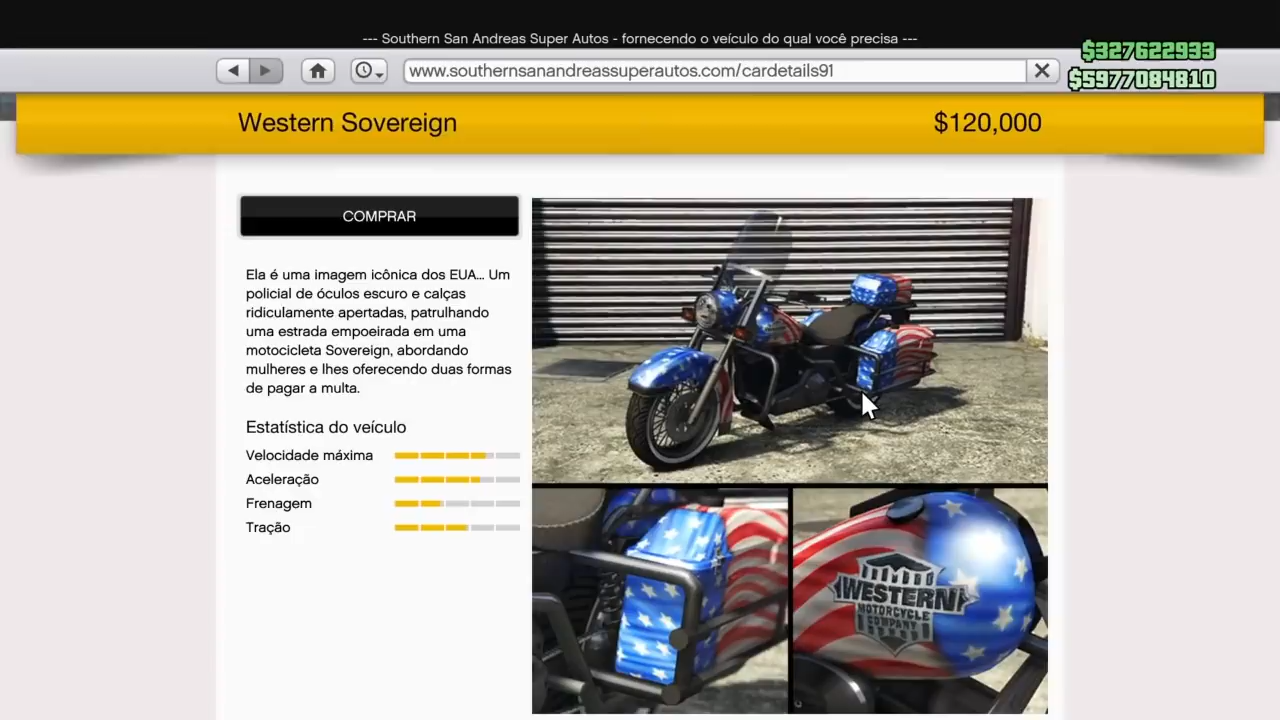 --- Southern San Andreas Super Autos - fornecendo o veículo do qual você precisa ---
$327622933
www.southernsanandreassuperautos.com/cardetails91
$5977084810
Western Sovereign
$120,000
COMPRAR
Ela é uma imagem icônica dos EUA... Um
policial de óculos escuro e calças
ridiculamente apertadas, patrulhando
uma estrada empoeirada em uma
motocicleta Sovereign, abordando
mulheres e lhes oferecendo duas formas
de pagar a multa.
Estatística do veículo
Velocidade máxima
Aceleração
Frenagem
Tração
WESTERN
MOTORCYCLE
COMPANY